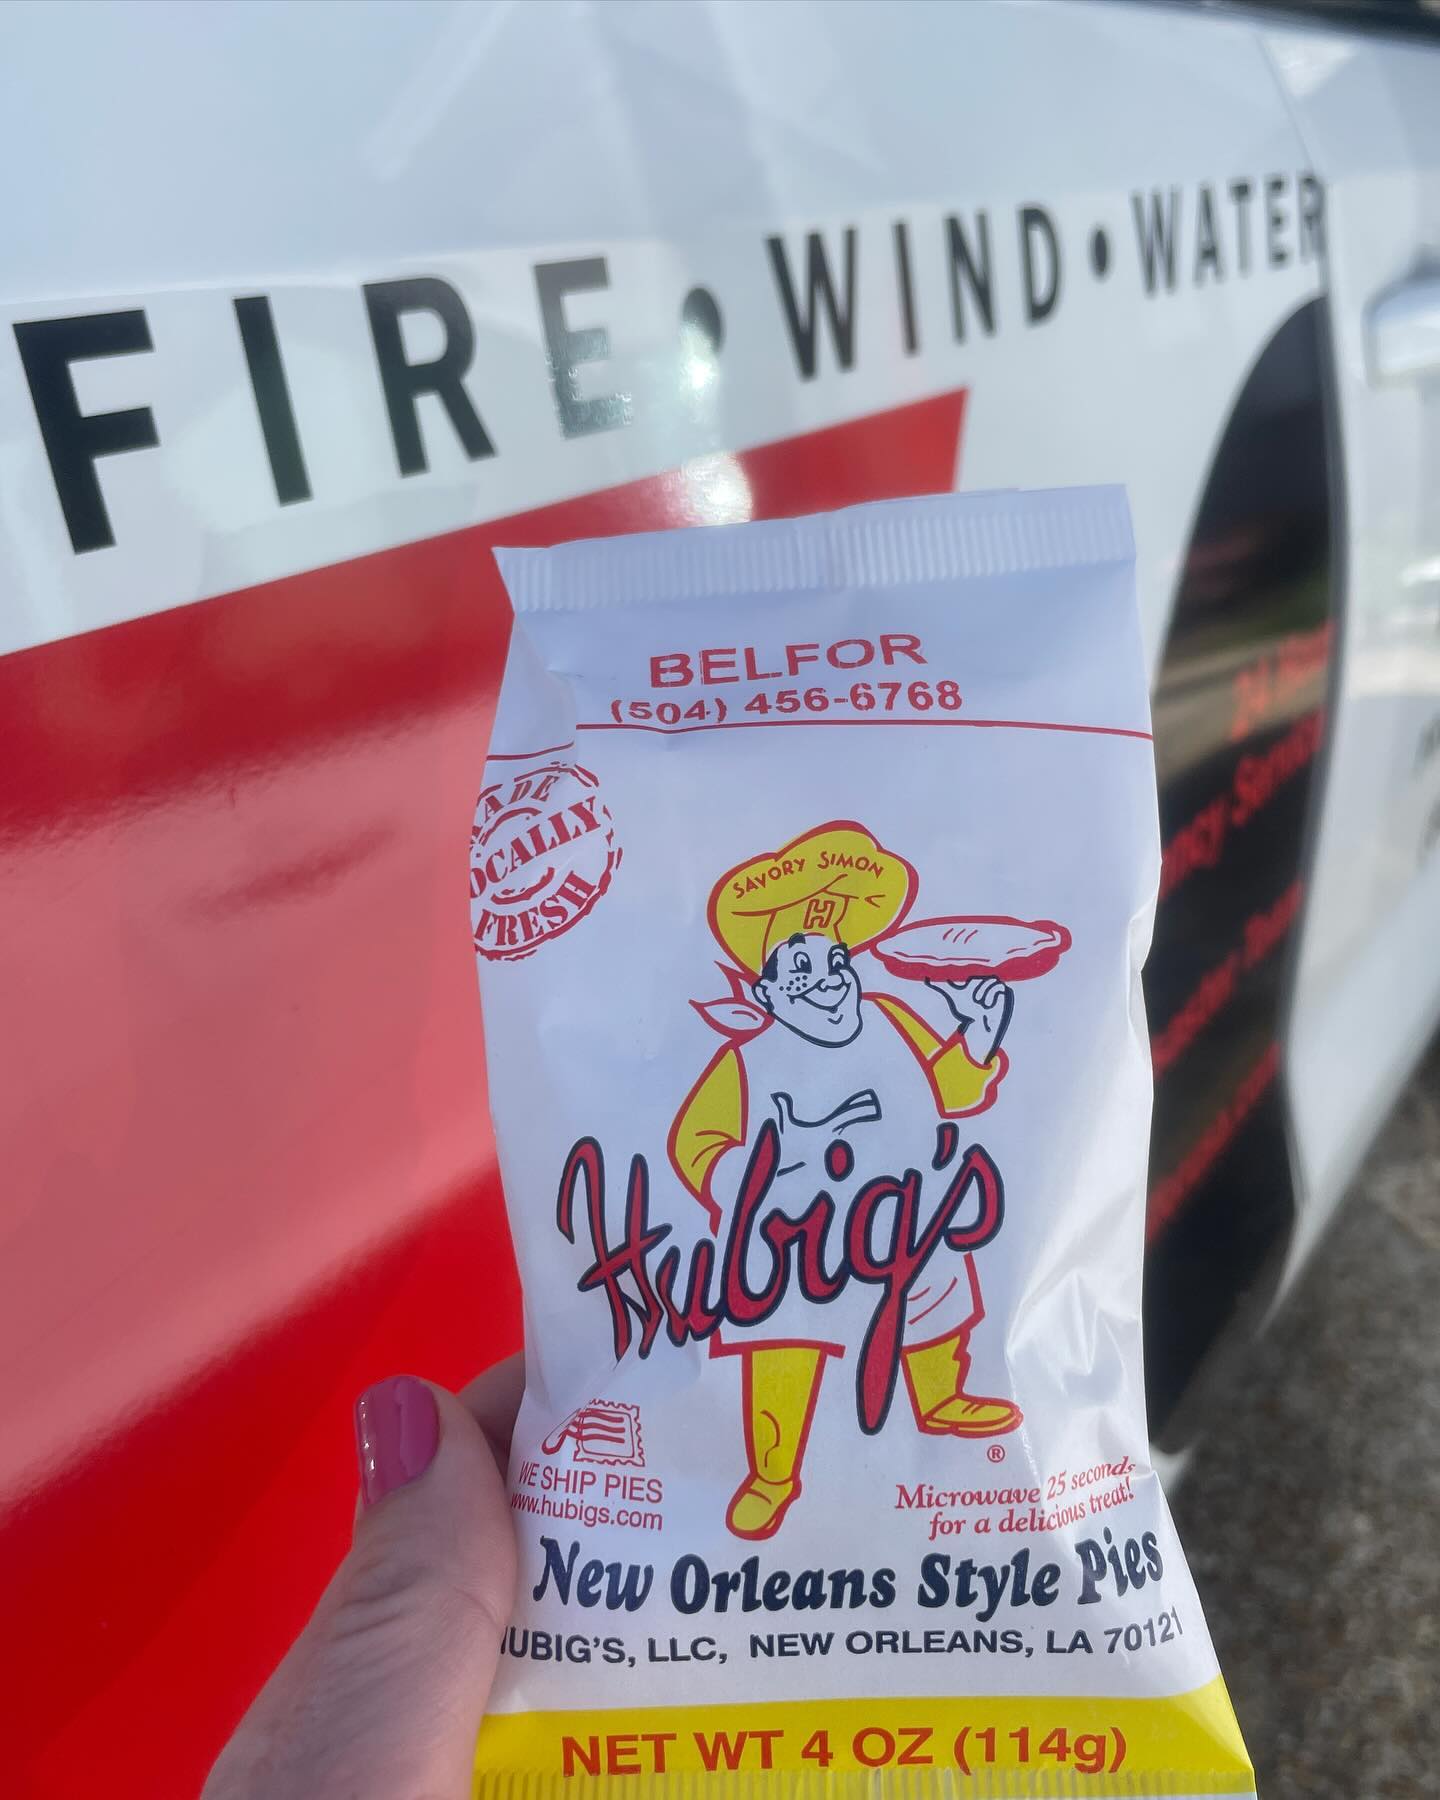 FIRE • WIND • WATER
BELFOR
(504) 456-6768
MADE
LOCALLY
FRESH
SAVORY SIMON
H
Hubig's
®
WE SHIP PIES
www.hubigs.com
Microwave 25 seconds
for a delicious treat!
New Orleans Style Pies
HUBIG'S, LLC, NEW ORLEANS, LA 70121
NET WT 4 OZ (114g)